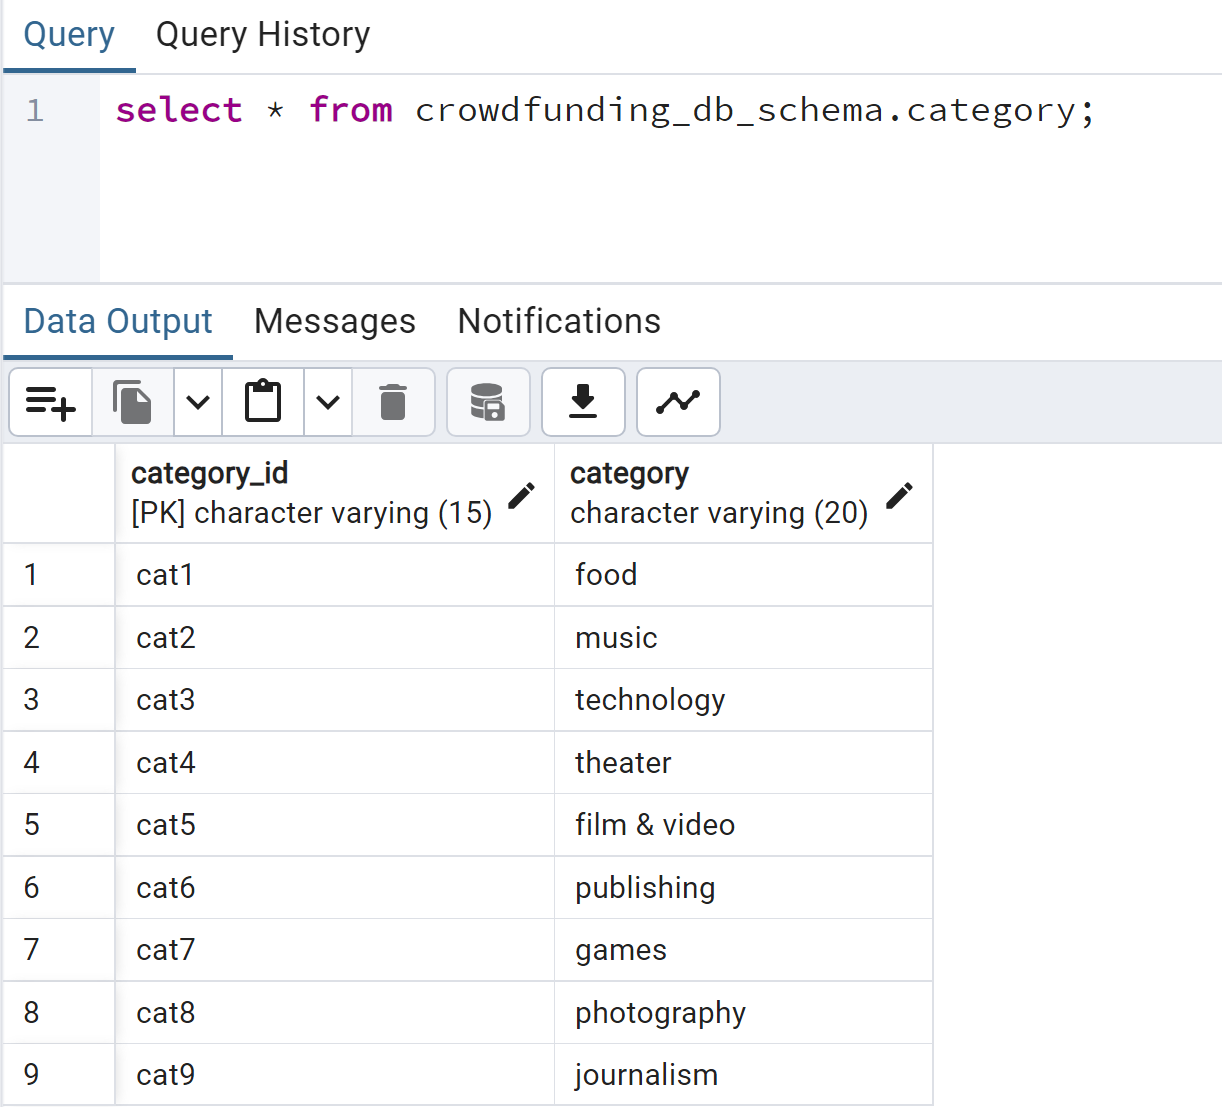 Query Query History
1 select * from crowdfunding_db_schema.category;
Data Output Messages Notifications
category_id category
[PK] character varying (15) character varying (20)
1 cat1 food
2 cat2 music
3 cat3 technology
4 cat4 theater
5 cat5 film & video
6 cat6 publishing
7 cat7 games
8 cat8 photography
9 cat9 journalism